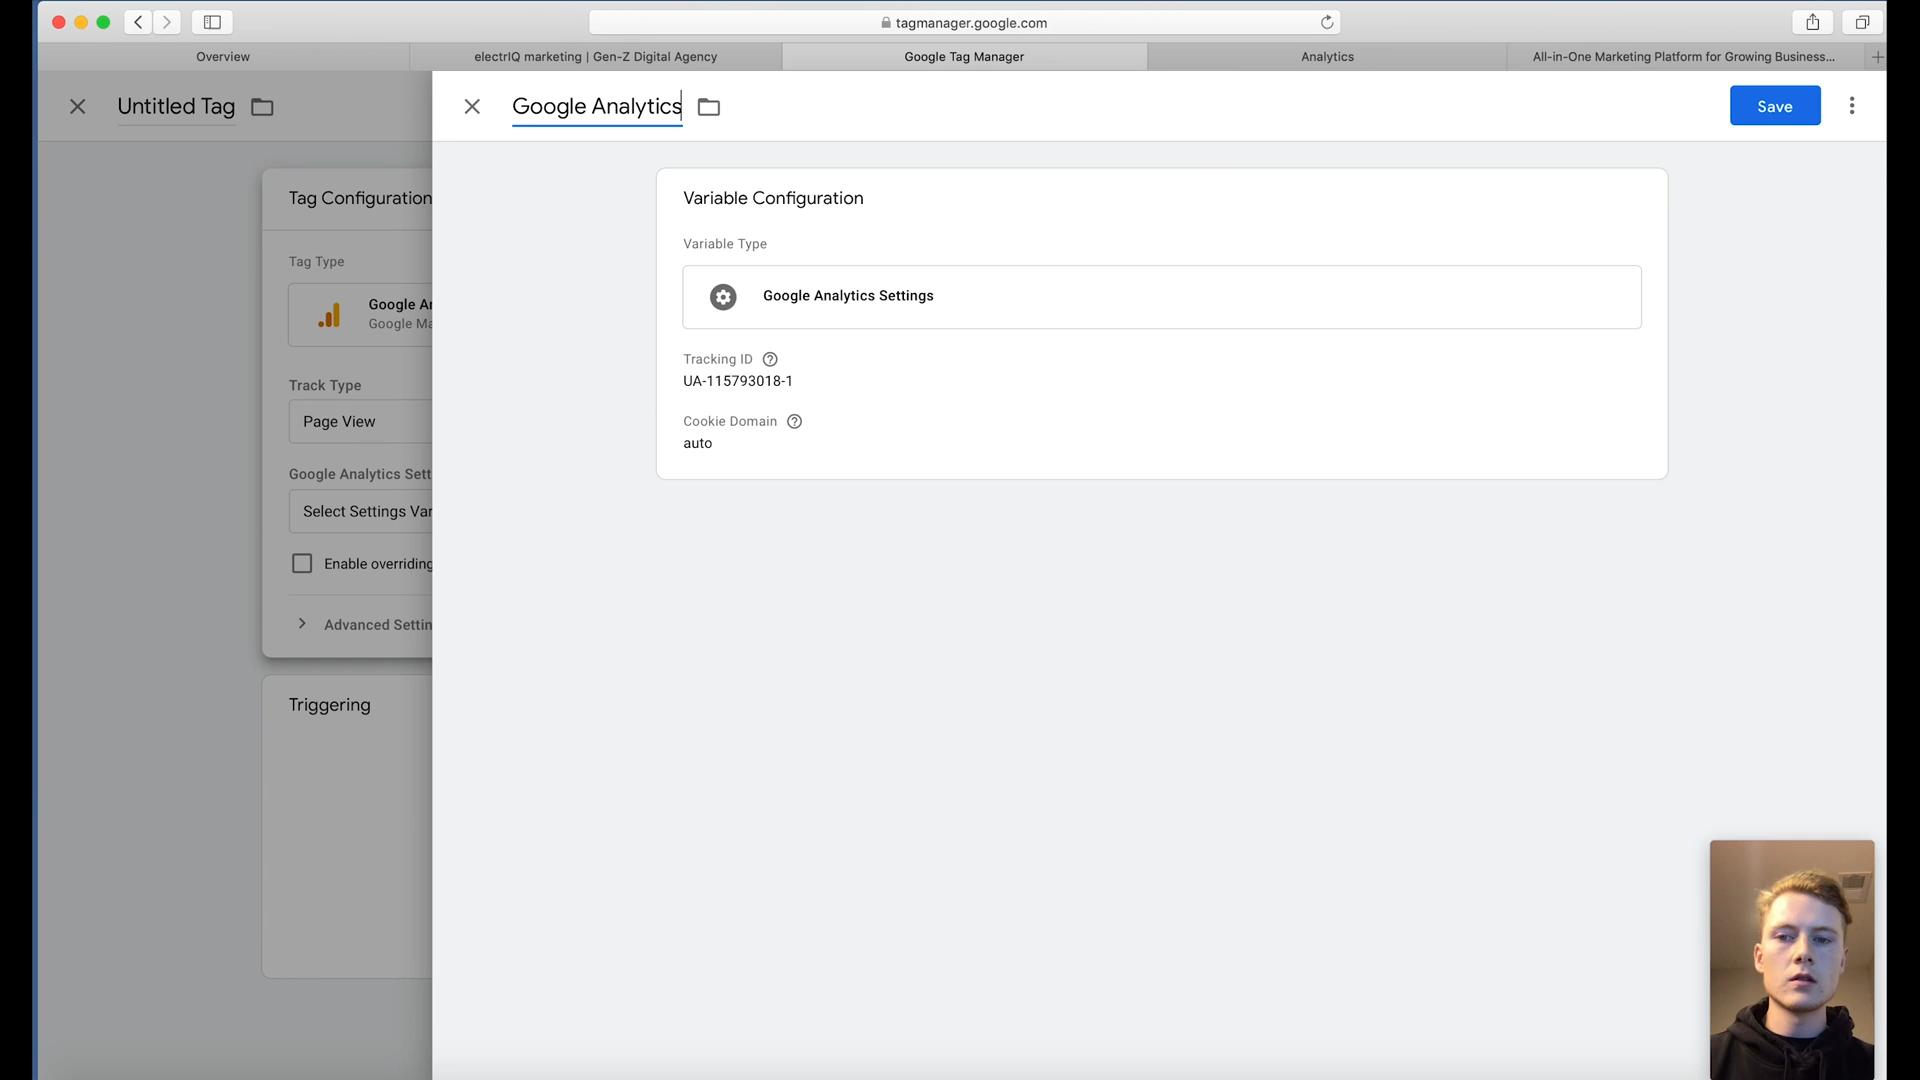 tagmanager.google.com
Overview
electrIQ marketing | Gen-Z Digital Agency
Google Tag Manager
Analytics
All-in-One Marketing Platform for Growing Business...
Untitled Tag
Google Analytics
Save
Tag Configuration
Tag Type
Google An
Google Ma
Track Type
Page View
Google Analytics Sett
Select Settings Var
Enable overriding
Advanced Settin
Triggering
Variable Configuration
Variable Type
Google Analytics Settings
Tracking ID
UA-115793018-1
Cookie Domain
auto